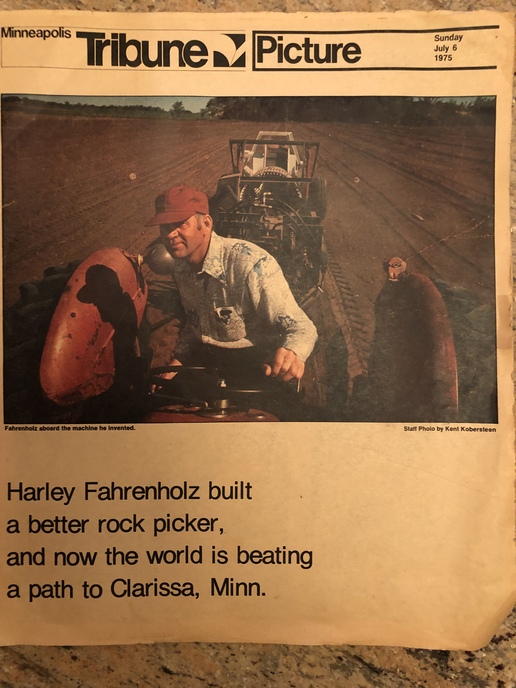 Minneapolis
Tribune Picture
Sunday
July 6
1975
Fahrenholz aboard the machine he invented.
Staff Photo by Kent Kobersteen
Harley Fahrenholz built
a better rock picker,
and now the world is beating
a path to Clarissa, Minn.